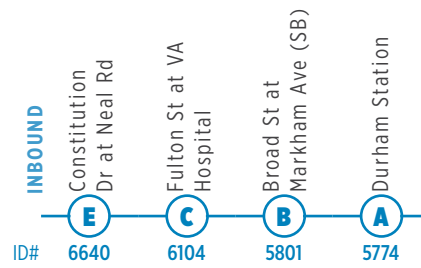 INBOUND
Constitution
Dr at Neal Rd
Fulton St at VA
Hospital
Broad St at
Markham Ave (SB)
Durham Station
E C B A
ID# 6640 6104 5801 5774